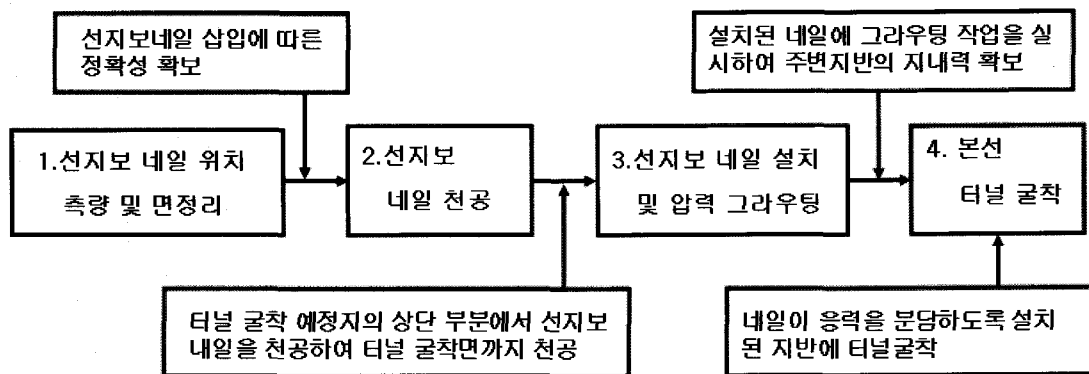 선지보네일 삽입에 따른
정확성 확보
설치된 네일에 그라우팅 작업을 실
시하여 주변지반의 지내력 확보
1.선지보 네일 위치
측량 및 면정리
2.선지보
네일 천공
3.선지보 네일 설치
및 압력 그라우팅
4. 본선
터널 굴착
터널 굴착 예정지의 상단 부분에서 선지보
내일을 천공하여 터널 굴착면까지 천공
네일이 응력을 분담하도록 설치
된 지반에 터널굴착